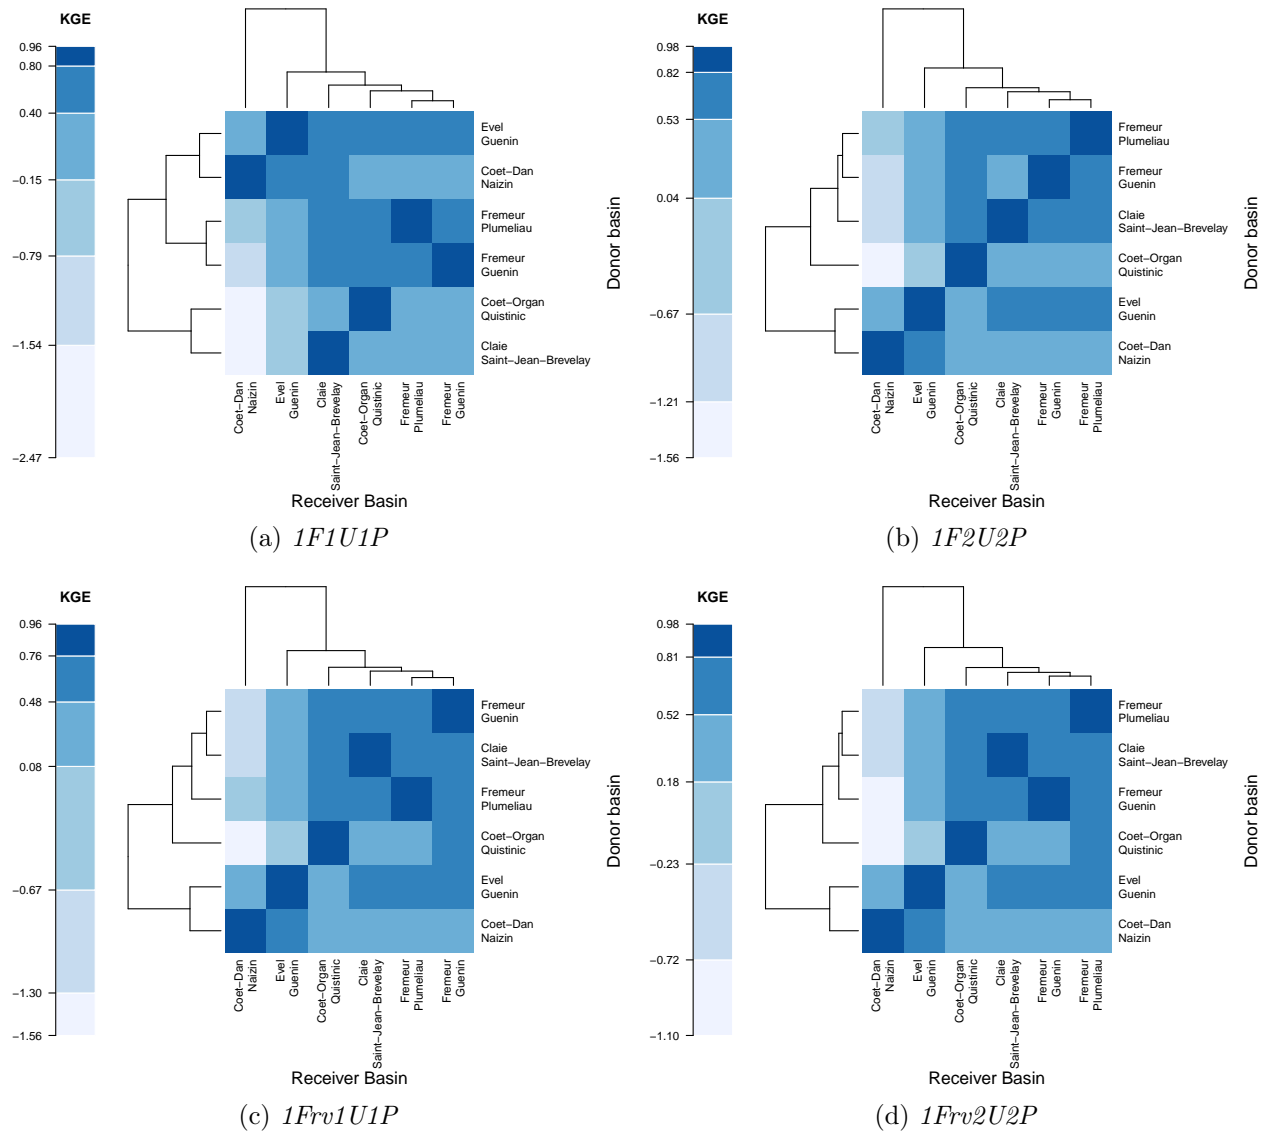 KGE
0.96
0.80
0.40
−0.15
−0.79
−1.54
−2.47
Evel
Guenin
Coet−Dan
Naizin
Fremeur
Plumeliau
Fremeur
Guenin
Coet−Organ
Quistinic
Claie
Saint−Jean−Brevelay
Donor basin
Coet−Dan
Naizin
Evel
Guenin
Claie
Saint−Jean−Brevelay
Coet−Organ
Quistinic
Fremeur
Plumeliau
Fremeur
Guenin
Receiver Basin
(a) 1F1U1P
KGE
0.98
0.82
0.53
0.04
−0.67
−1.21
−1.56
Fremeur
Plumeliau
Fremeur
Guenin
Claie
Saint−Jean−Brevelay
Coet−Organ
Quistinic
Evel
Guenin
Coet−Dan
Naizin
Donor basin
Coet−Dan
Naizin
Evel
Guenin
Coet−Organ
Quistinic
Claie
Saint−Jean−Brevelay
Fremeur
Guenin
Fremeur
Plumeliau
Receiver Basin
(b) 1F2U2P
KGE
0.96
0.76
0.48
0.08
−0.67
−1.30
−1.56
Fremeur
Guenin
Claie
Saint−Jean−Brevelay
Fremeur
Plumeliau
Coet−Organ
Quistinic
Evel
Guenin
Coet−Dan
Naizin
Donor basin
Coet−Dan
Naizin
Evel
Guenin
Coet−Organ
Quistinic
Claie
Saint−Jean−Brevelay
Fremeur
Plumeliau
Fremeur
Guenin
Receiver Basin
(c) 1Frv1U1P
KGE
0.98
0.81
0.52
0.18
−0.23
−0.72
−1.10
Fremeur
Plumeliau
Claie
Saint−Jean−Brevelay
Fremeur
Guenin
Coet−Organ
Quistinic
Evel
Guenin
Coet−Dan
Naizin
Donor basin
Coet−Dan
Naizin
Evel
Guenin
Coet−Organ
Quistinic
Claie
Saint−Jean−Brevelay
Fremeur
Guenin
Fremeur
Plumeliau
Receiver Basin
(d) 1Frv2U2P